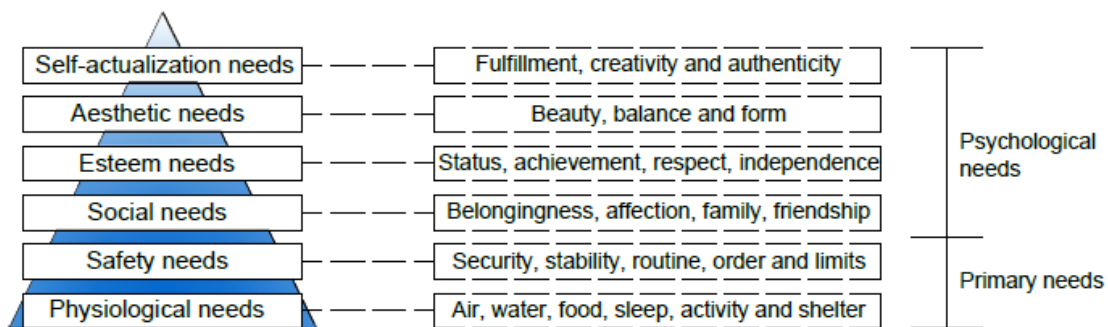 Self-actualization needs
Fulfillment, creativity and authenticity
Aesthetic needs
Beauty, balance and form
Esteem needs
Status, achievement, respect, independence
Social needs
Belongingness, affection, family, friendship
Safety needs
Security, stability, routine, order and limits
Physiological needs
Air, water, food, sleep, activity and shelter
Psychological
needs
Primary needs